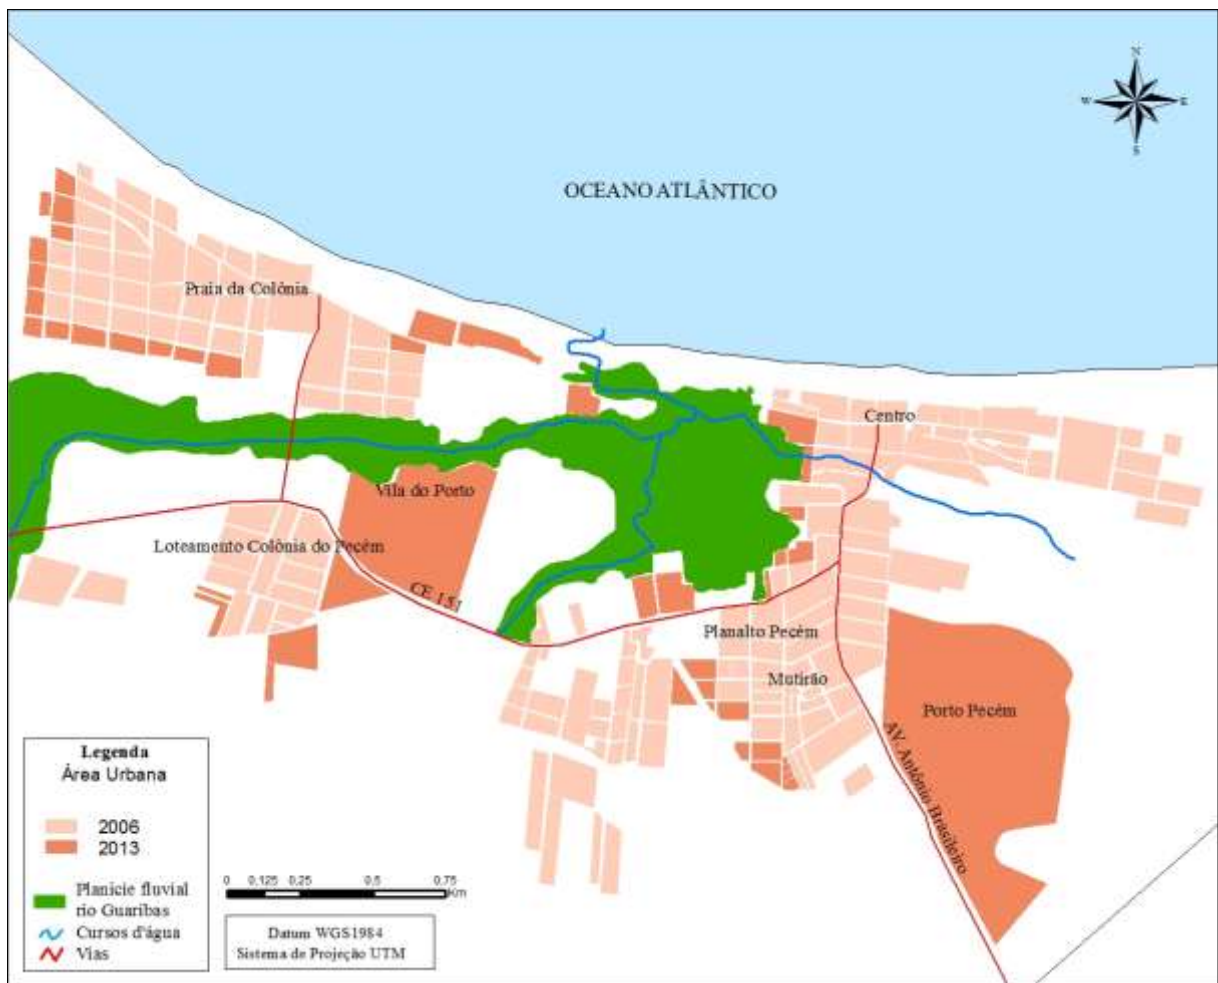 N
W E
S
OCEANO ATLÂNTICO
Praia da Colônia
Centro
Vila do Porto
Loteamento Colônia do Pecém
CE 151
Planalto Pecém
Mutirão
Porto Pecém
AV. Antônio Brasileiro
Legenda
Área Urbana
2006
2013
Planície fluvial
rio Guaribas
Cursos d'água
Vias
0 0,125 0,25 0,5 0,75
Km
Datum WGS1984
Sistema de Projeção UTM